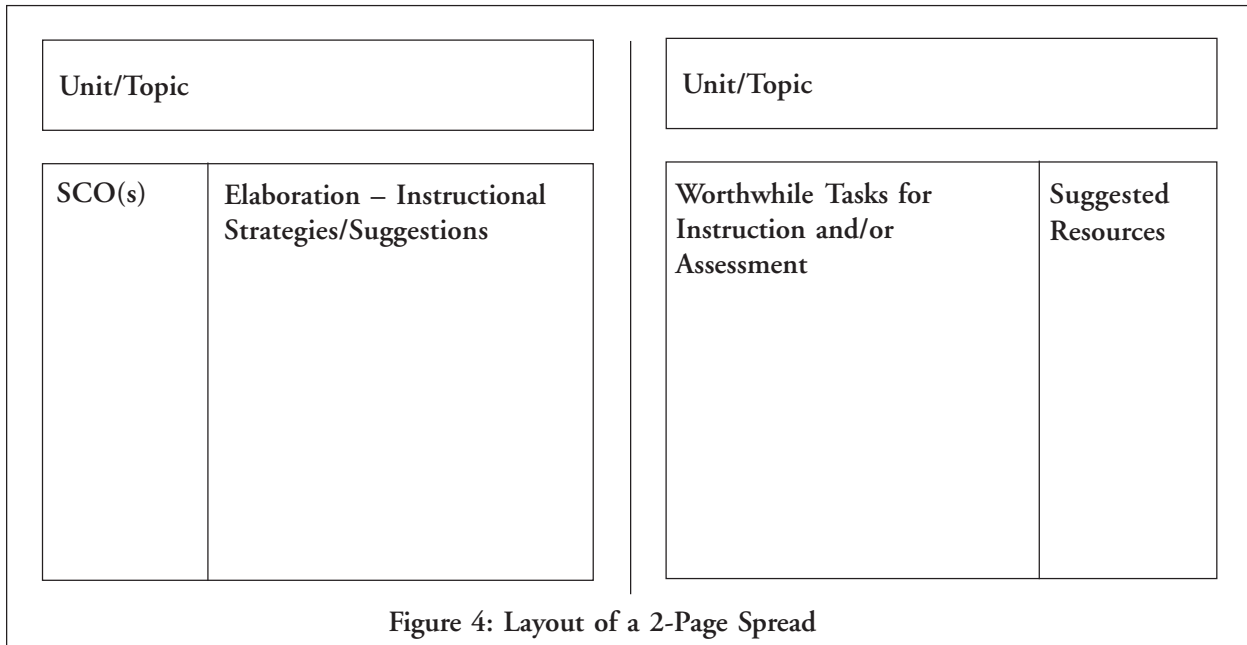 Unit/Topic
SCO(s)
Elaboration – Instructional
Strategies/Suggestions
Unit/Topic
Worthwhile Tasks for
Instruction and/or
Assessment
Suggested
Resources
Figure 4: Layout of a 2-Page Spread